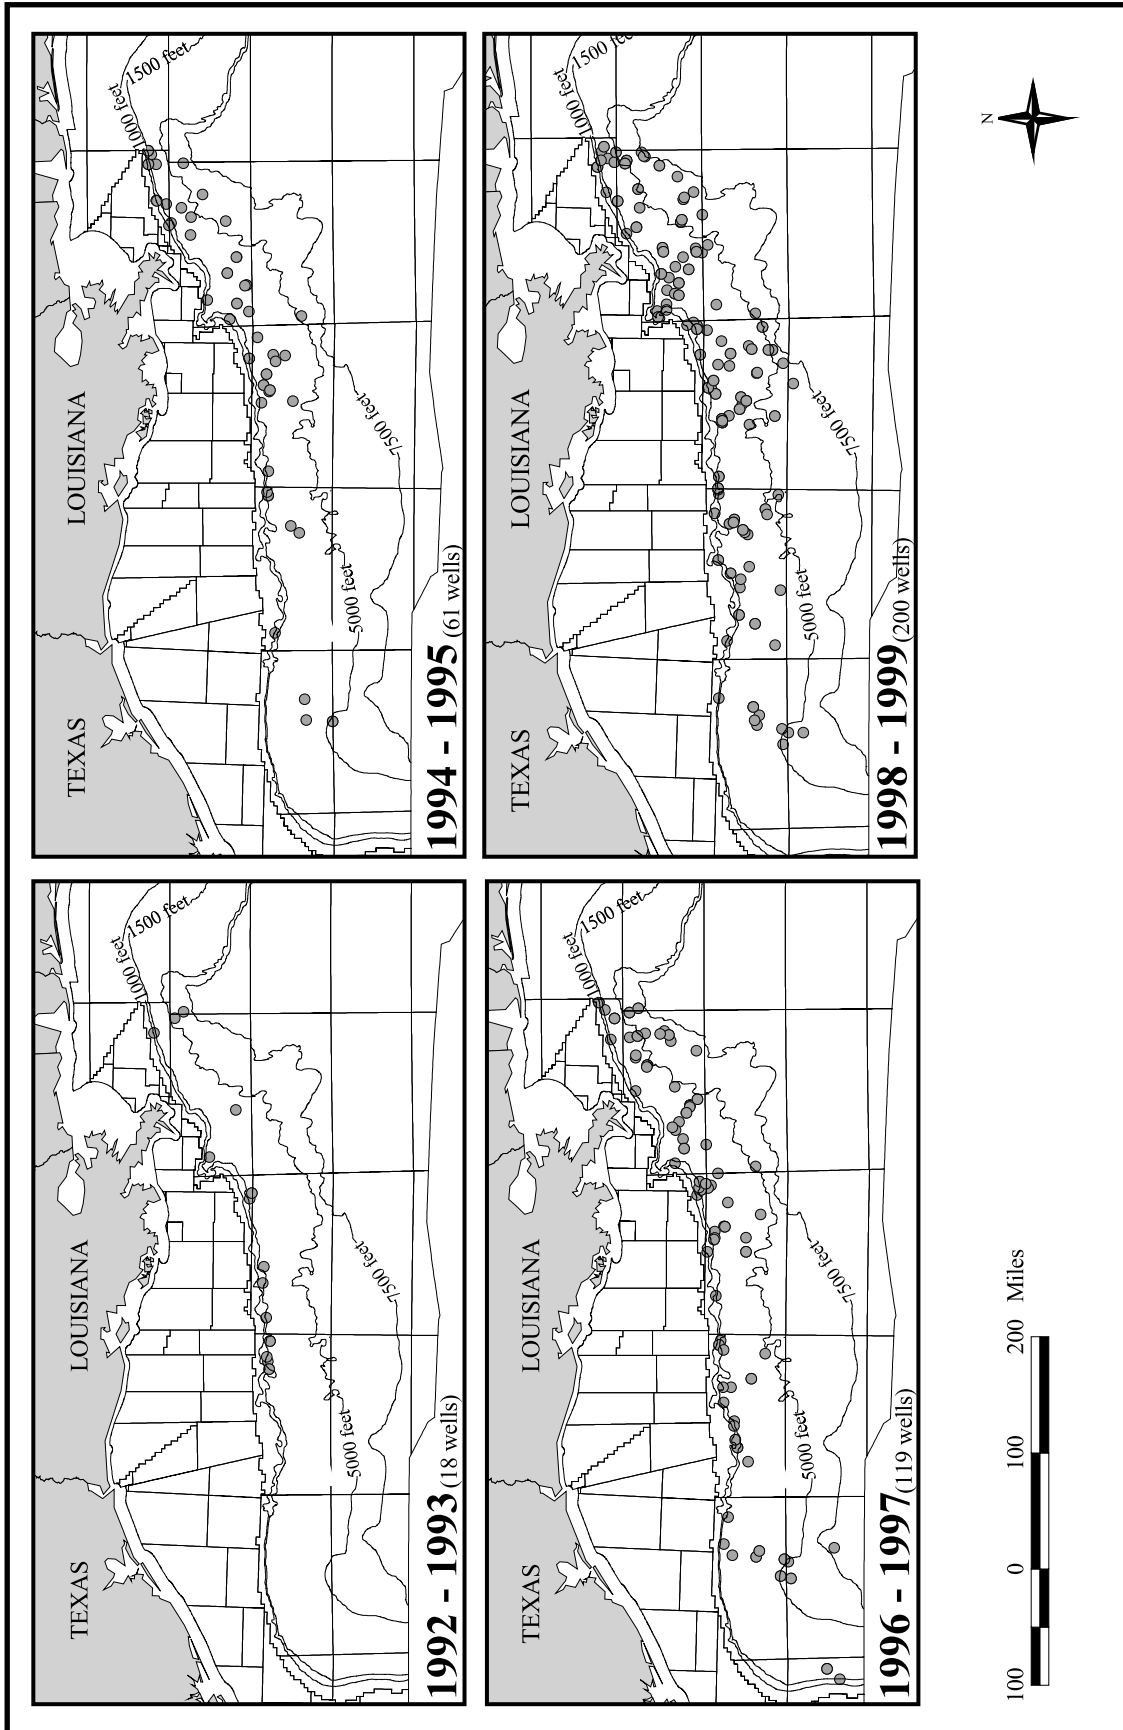 TEXAS
LOUISIANA
1000 feet
1500 feet
7500 feet
5000 feet
1992 - 1993 (18 wells)
TEXAS
LOUISIANA
1000 feet
1500 feet
7500 feet
5000 feet
1994 - 1995 (61 wells)
TEXAS
LOUISIANA
1000 feet
1500 feet
7500 feet
5000 feet
1996 - 1997 (119 wells)
TEXAS
LOUISIANA
1000 feet
1500 feet
7500 feet
5000 feet
1998 - 1999 (200 wells)
N
100 0 100 200 Miles